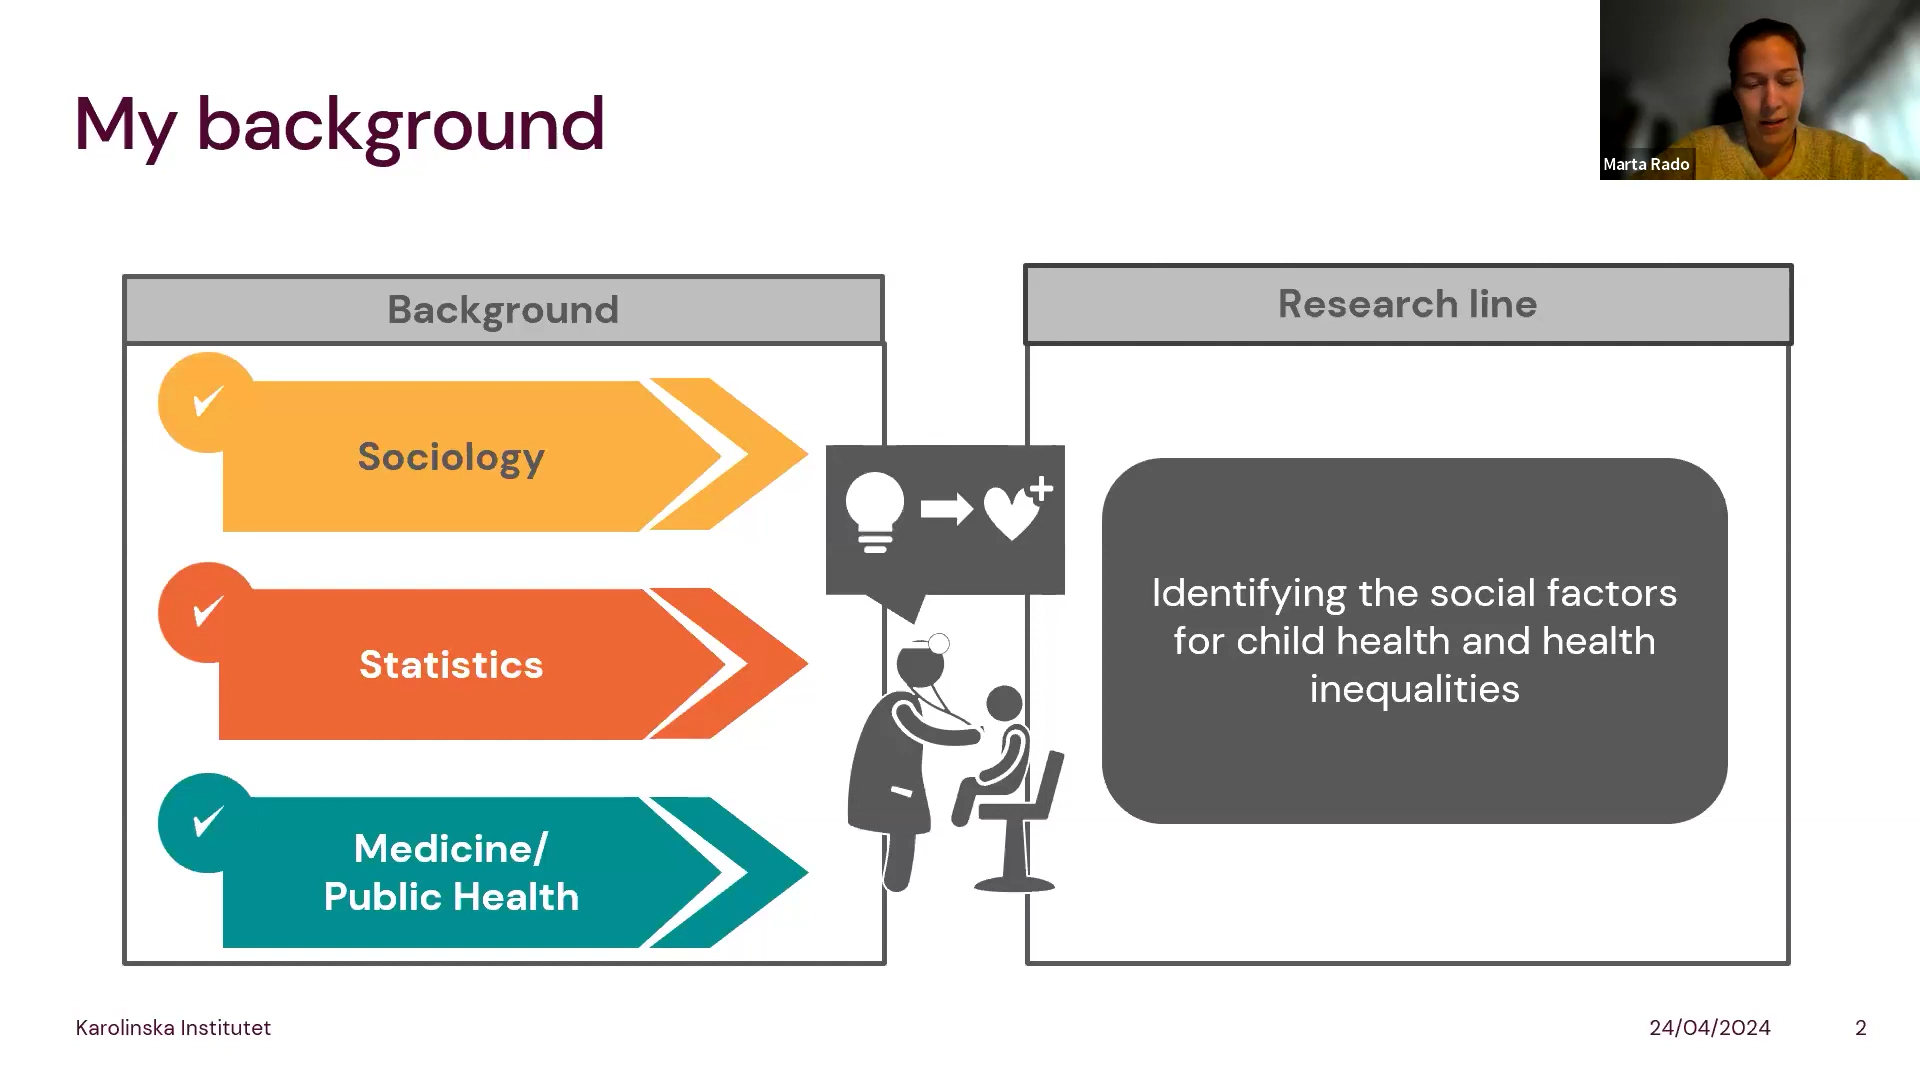 My background
Marta Rado
Background
Research line
Sociology
Statistics
Medicine/
Public Health
Identifying the social factors
for child health and health
inequalities
Karolinska Institutet
24/04/2024
2